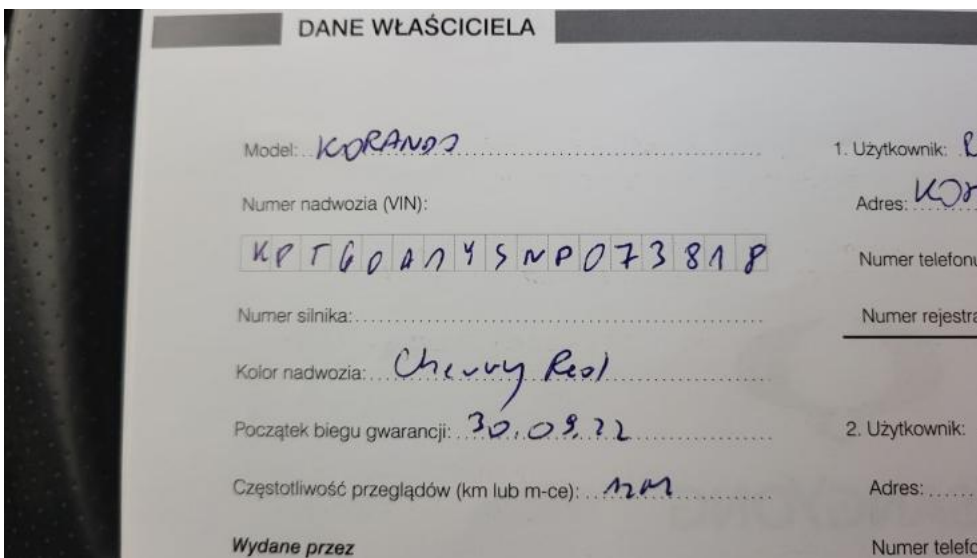 DANE WŁAŚCICIELA
Model: KORANDO
1. Użytkownik:
Numer nadwozia (VIN):
Adres: KOM
KPTG0A1YSNP073818
Numer telefonu
Numer silnika:
Numer rejestra
Kolor nadwozia: Cherry Red
Początek biegu gwarancji: 30.09.22
2. Użytkownik:
Częstotliwość przeglądów (km lub m-ce): 12M
Adres:
Wydane przez
Numer telefo